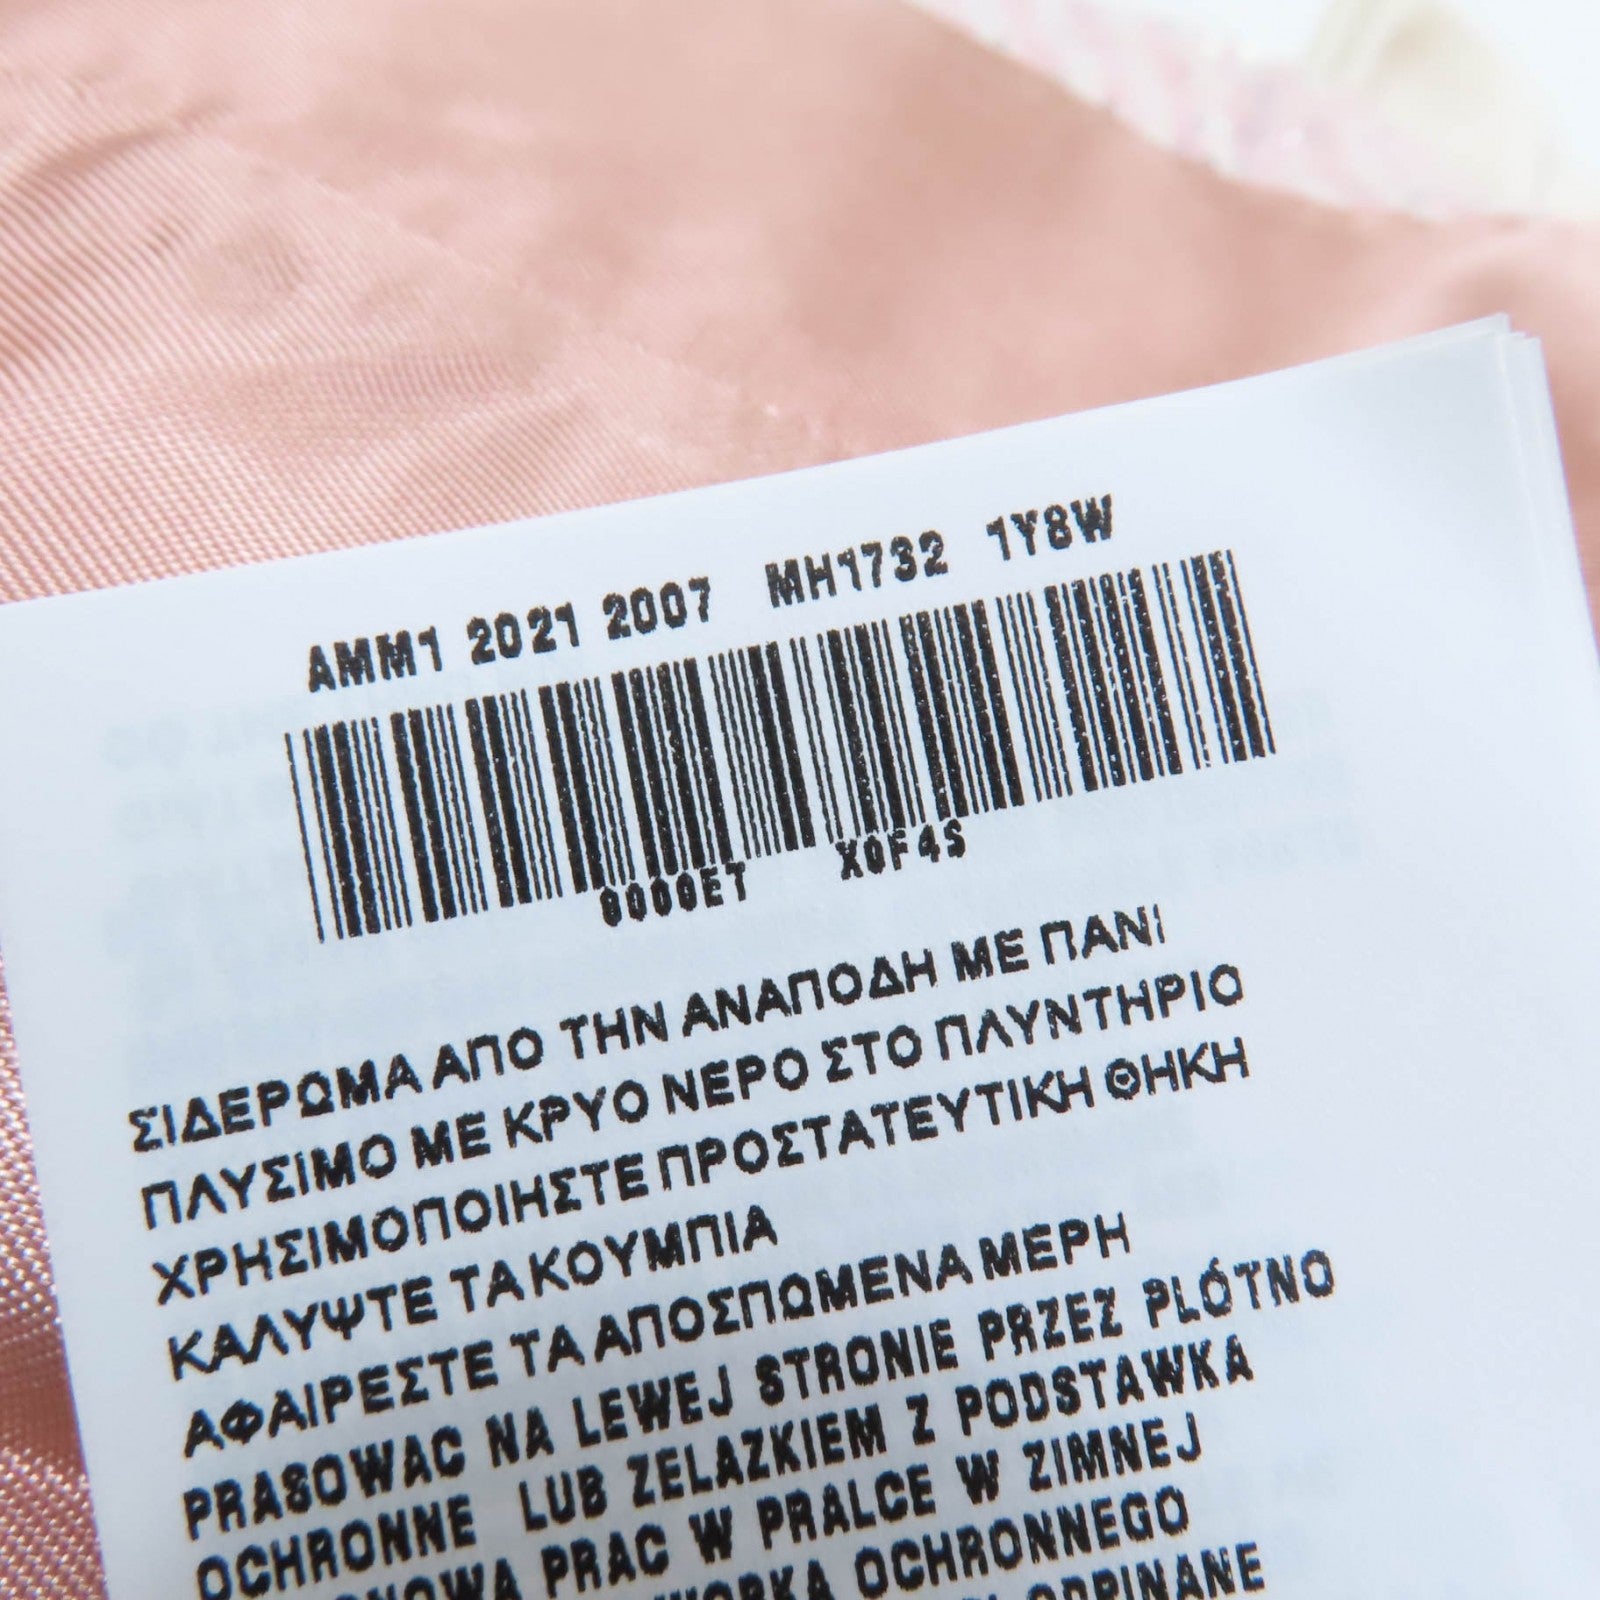 AMM1 2021 2007 MH1732 1Y8W
0000ET X0F4S
ΣΙΔΕΡΩΜΑ ΑΠΟ ΤΗΝ ΑΝΑΠΟΔΗ ΜΕ ΠΑΝΙ
ΠΛΥΣΙΜΟ ΜΕ ΚΡΥΟ ΝΕΡΟ ΣΤΟ ΠΛΥΝΤΗΡΙΟ
ΧΡΗΣΙΜΟΠΟΙΗΣΤΕ ΠΡΟΣΤΑΤΕΥΤΙΚΗ ΘΗΚΗ
ΚΑΛΥΨΤΕ ΤΑ ΚΟΥΜΠΙΑ
ΑΦΑΙΡΕΣΤΕ ΤΑ ΑΠΟΣΠΩΜΕΝΑ ΜΕΡΗ
PRASOWAC NA LEWEJ STRONIE PRZEZ PLÓTNO
OCHRONNE LUB ZELAZKIEM Z PODSTAWKA
PRAC W PRALCE W ZIMNEJ
OCHRONNEGO
ODPINANE